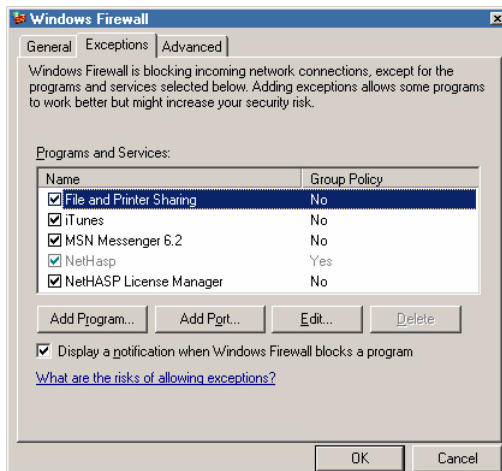 Windows Firewall
General Exceptions Advanced
Windows Firewall is blocking incoming network connections, except for the
programs and services selected below. Adding exceptions allows some programs
to work better but might increase your security risk.
Programs and Services:
Name Group Policy
File and Printer Sharing No
iTunes No
MSN Messenger 6.2 No
NetHasp Yes
NetHASP License Manager No
Add Program... Add Port... Edit... Delete
Display a notification when Windows Firewall blocks a program
What are the risks of allowing exceptions?
OK Cancel